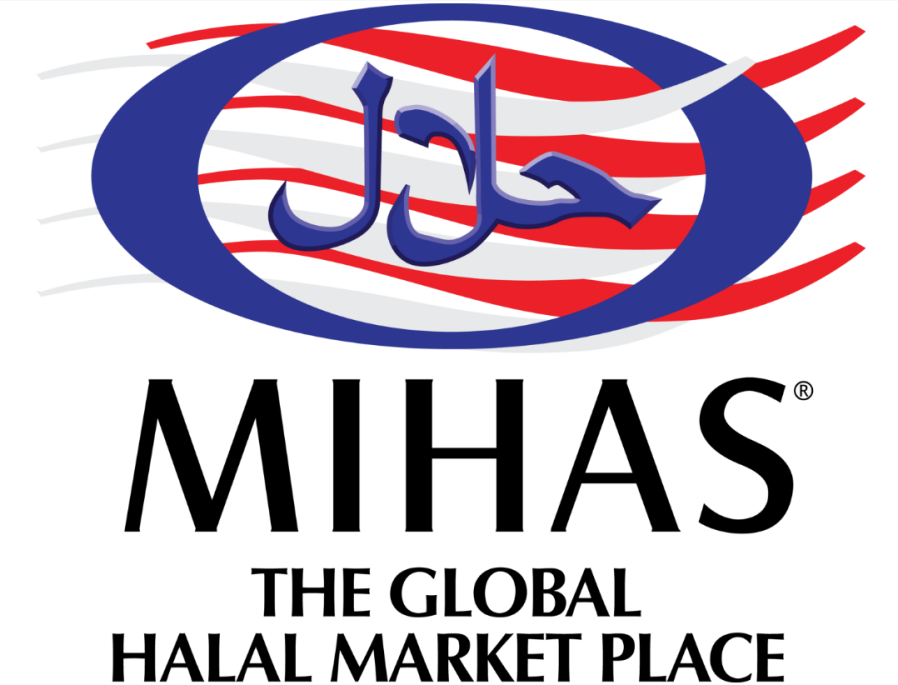 حلال
MIHAS®
THE GLOBAL
HALAL MARKET PLACE